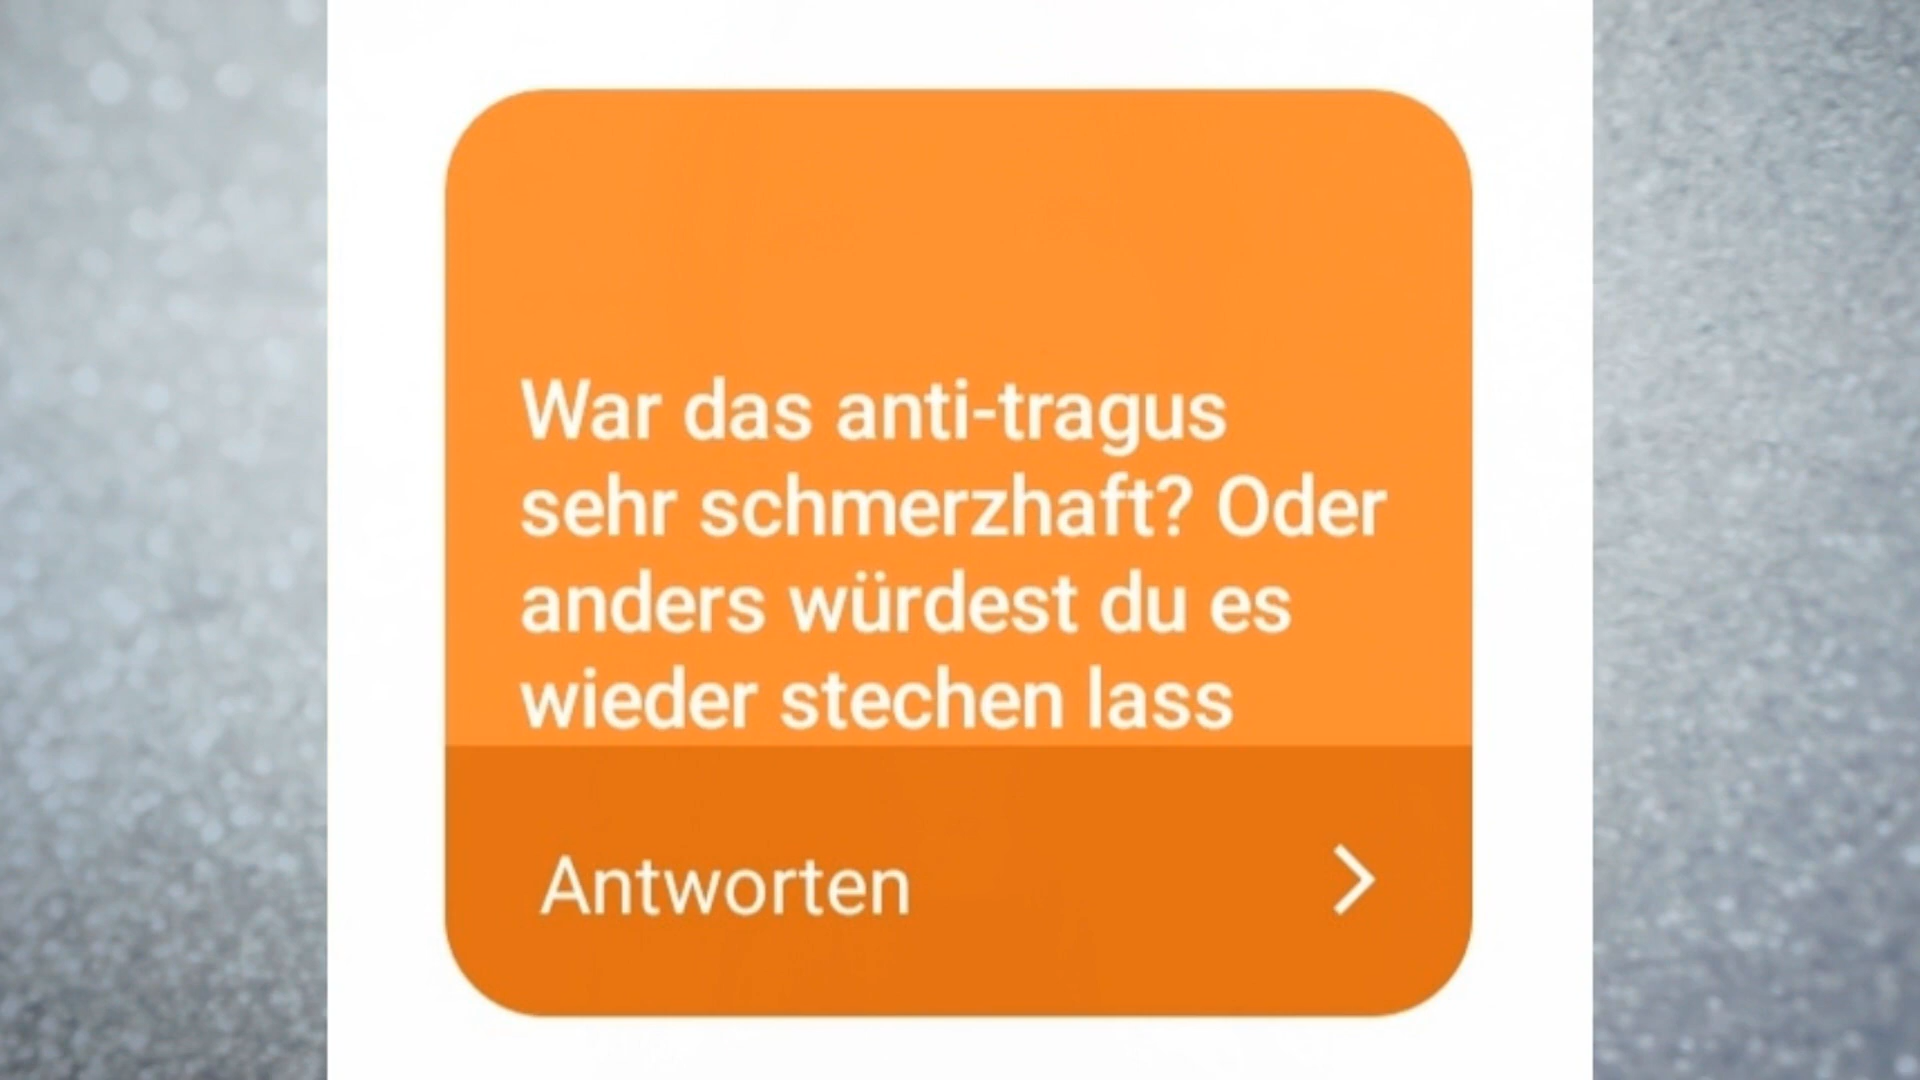 War das anti-tragus
sehr schmerzhaft? Oder
anders würdest du es
wieder stechen lass
Antworten